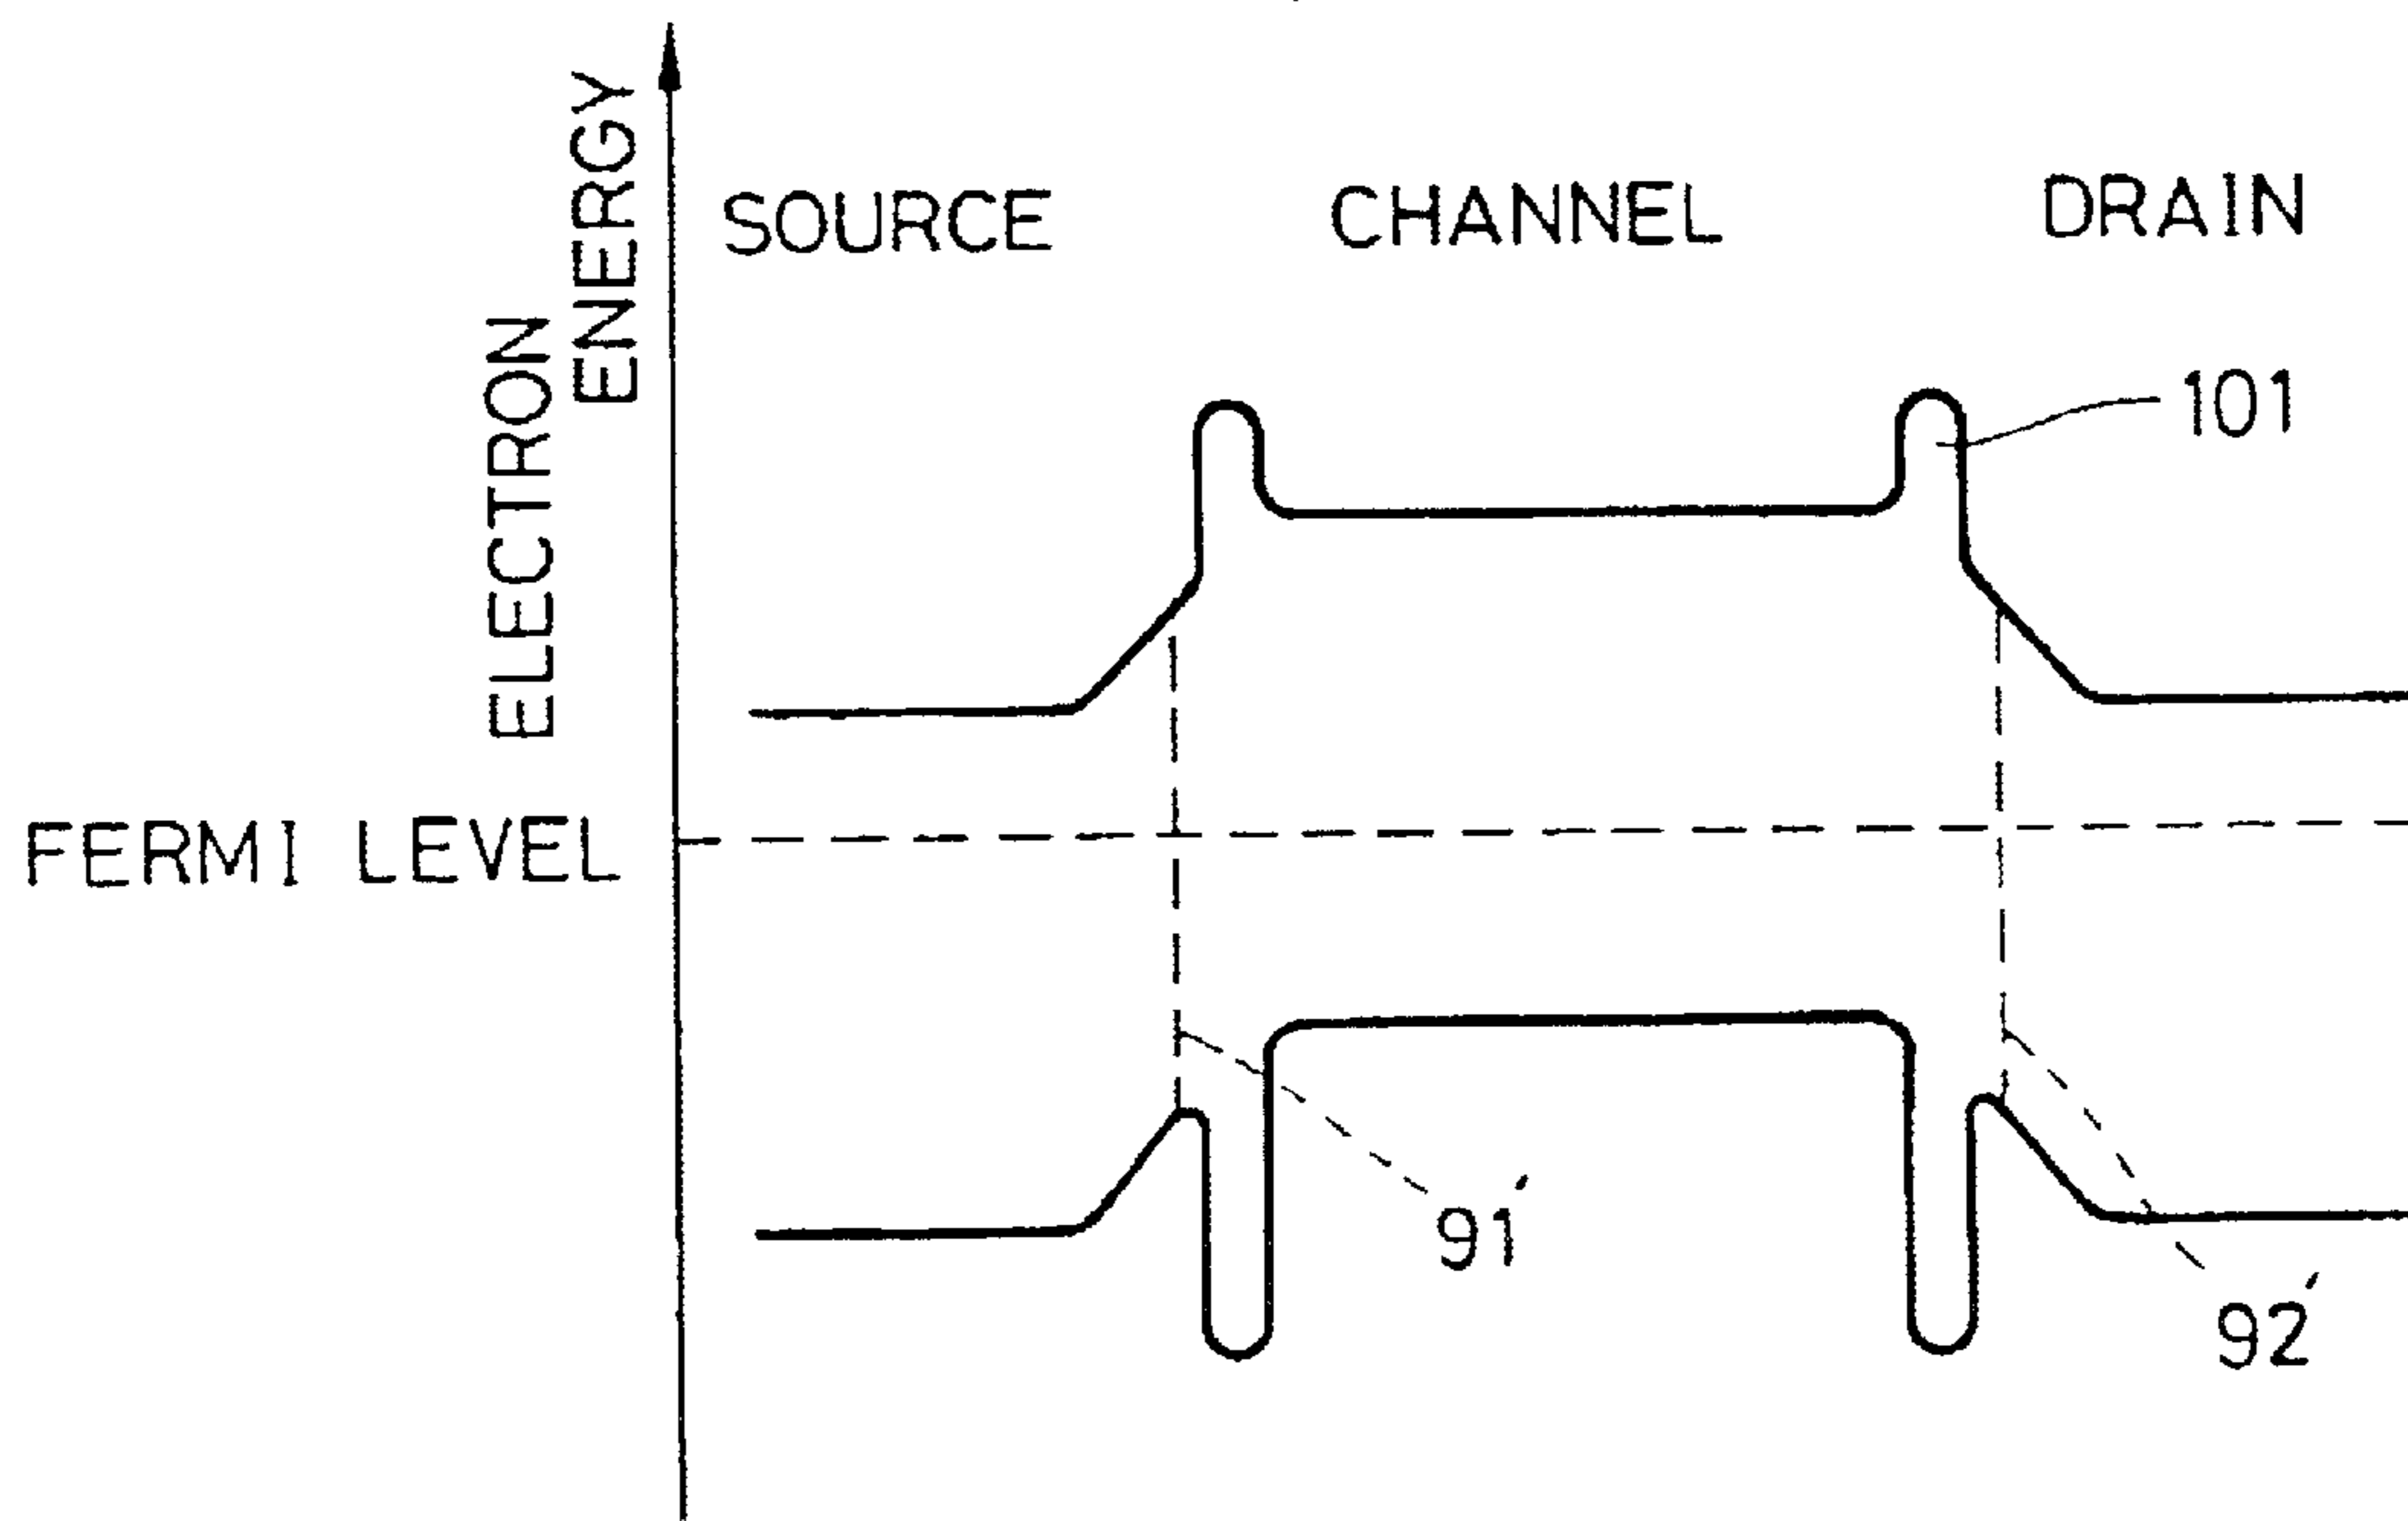 ELECTRON
ENERGY
SOURCE
CHANNEL
DRAIN
101
FERMI LEVEL
91'
92'